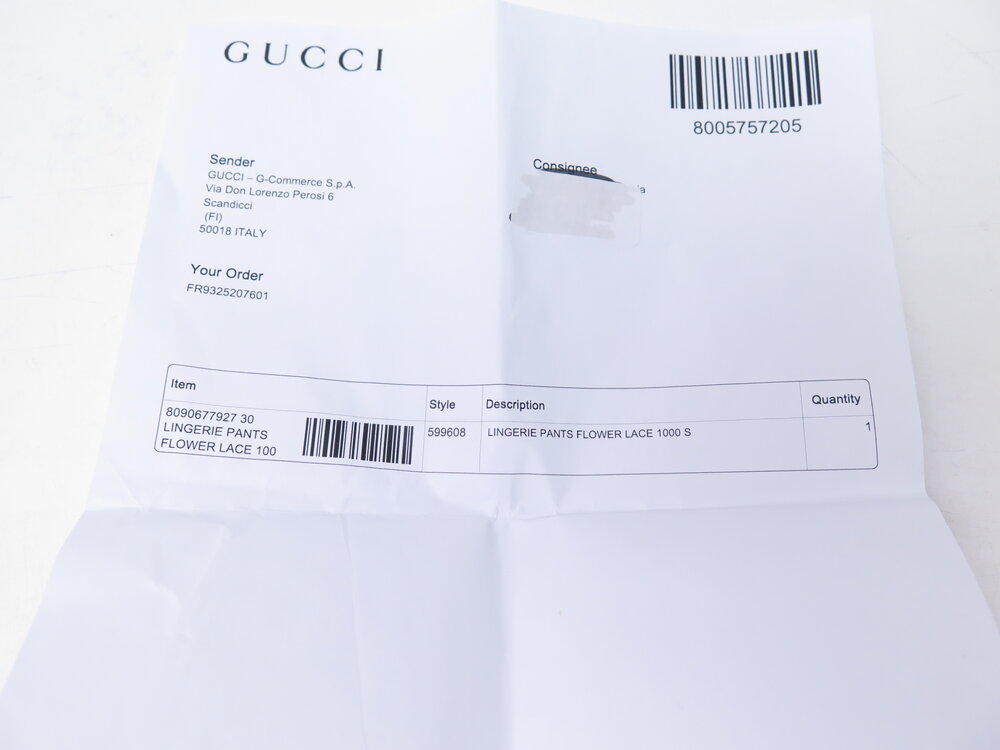 GUCCI
8005757205
Sender
GUCCI – G-Commerce S.p.A.
Via Don Lorenzo Perosi 6
Scandicci
(FI)
50018 ITALY
Consignee
Your Order
FR9325207601
Item
Style
Description
Quantity
8090677927 30
LINGERIE PANTS
FLOWER LACE 100
599608
LINGERIE PANTS FLOWER LACE 1000 S
1